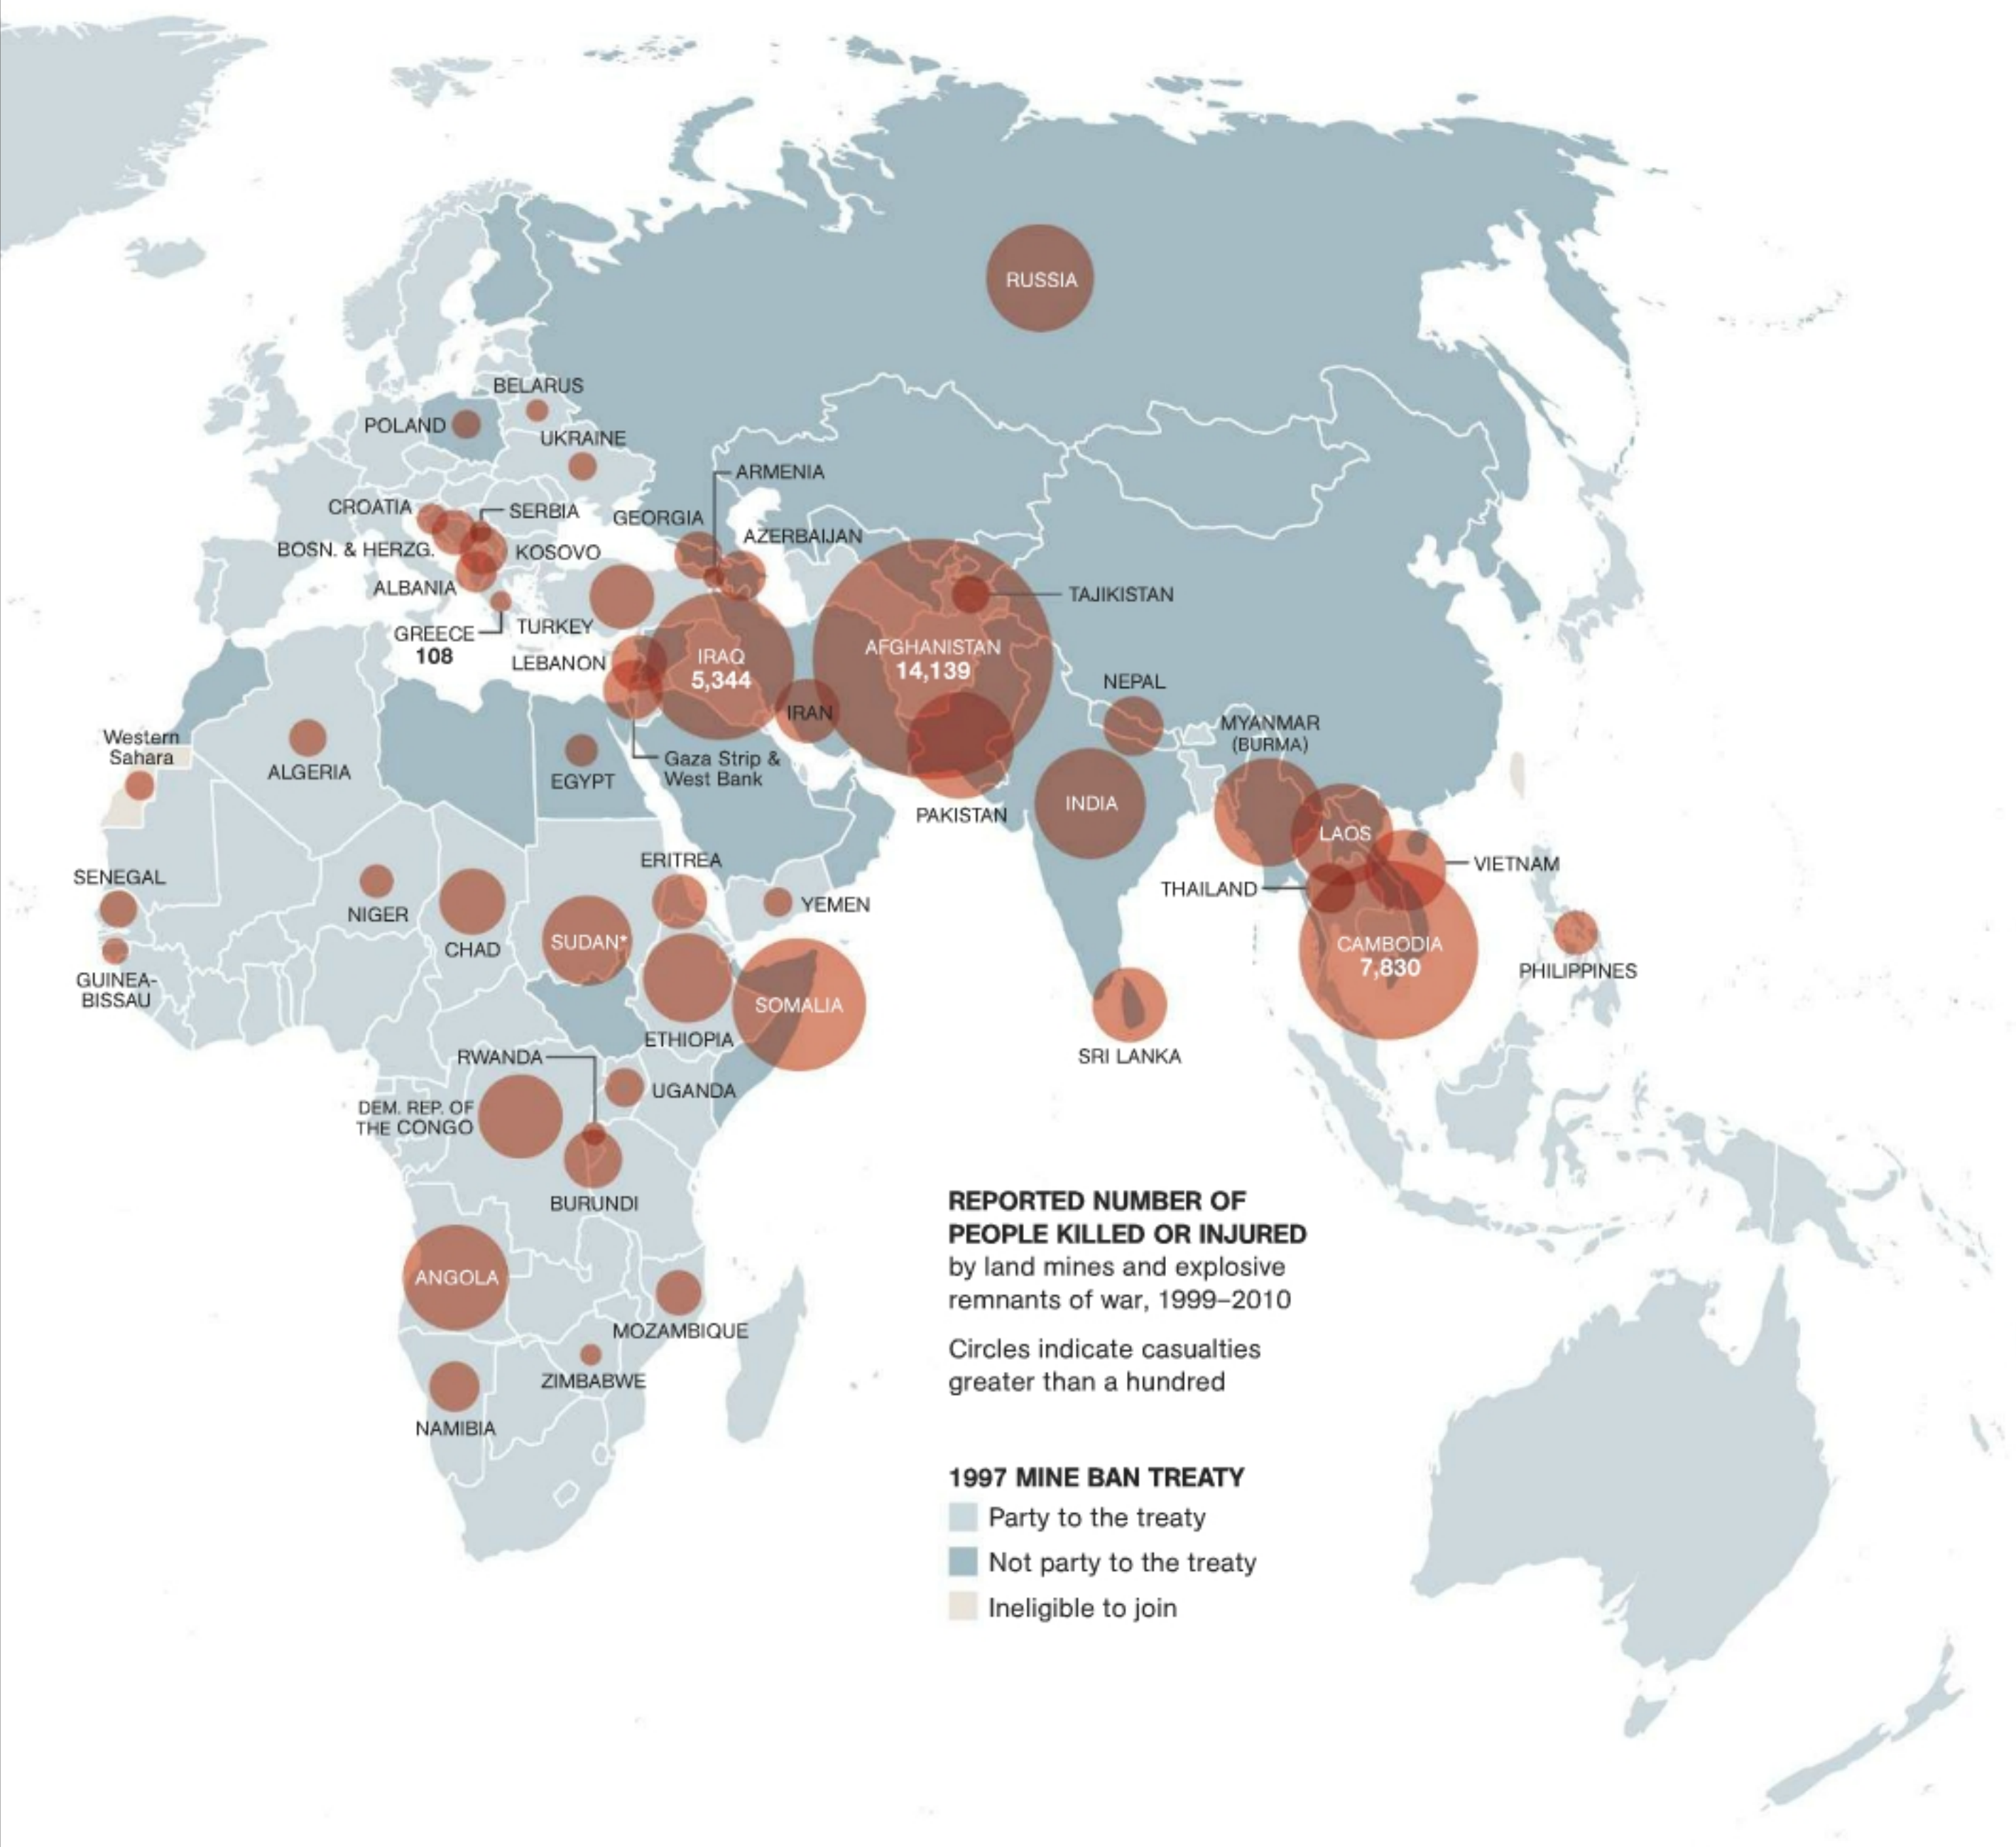 RUSSIA
BELARUS
POLAND
UKRAINE
ARMENIA
CROATIA
SERBIA
GEORGIA
AZERBAIJAN
BOSN. & HERZG.
KOSOVO
ALBANIA
TAJIKISTAN
GREECE
108
TURKEY
LEBANON
IRAQ
5,344
AFGHANISTAN
14,139
NEPAL
IRAN
MYANMAR
(BURMA)
Western
Sahara
ALGERIA
EGYPT
Gaza Strip &
West Bank
INDIA
PAKISTAN
LAOS
VIETNAM
THAILAND
SENEGAL
NIGER
CHAD
ERITREA
YEMEN
SUDAN*
CAMBODIA
7,830
PHILIPPINES
GUINEA-
BISSAU
SOMALIA
ETHIOPIA
SRI LANKA
RWANDA
UGANDA
DEM. REP. OF
THE CONGO
BURUNDI
ANGOLA
MOZAMBIQUE
ZIMBABWE
NAMIBIA
REPORTED NUMBER OF
PEOPLE KILLED OR INJURED
by land mines and explosive
remnants of war, 1999–2010
Circles indicate casualties
greater than a hundred
1997 MINE BAN TREATY
Party to the treaty
Not party to the treaty
Ineligible to join